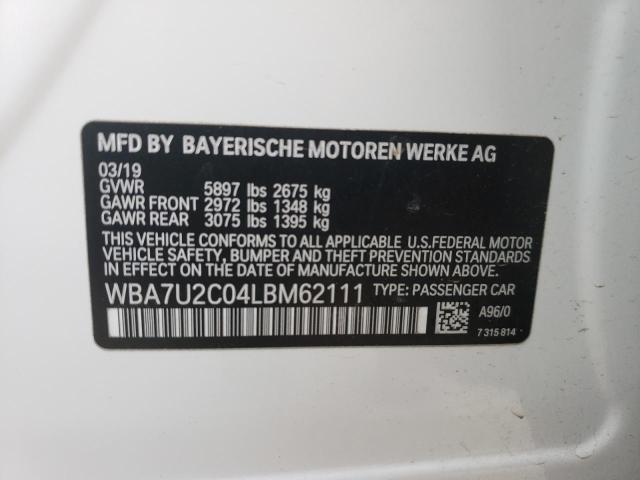 MFD BY BAYERISCHE MOTOREN WERKE AG
03/19
GVWR 5897 lbs 2675 kg
GAWR FRONT 2972 lbs 1348 kg
GAWR REAR 3075 lbs 1395 kg
THIS VEHICLE CONFORMS TO ALL APPLICABLE U.S.FEDERAL MOTOR
VEHICLE SAFETY, BUMPER AND THEFT PREVENTION STANDARDS
IN EFFECT ON THE DATE OF MANUFACTURE SHOWN ABOVE.
WBA7U2C04LBM62111 TYPE: PASSENGER CAR
A96/0
7 315 814